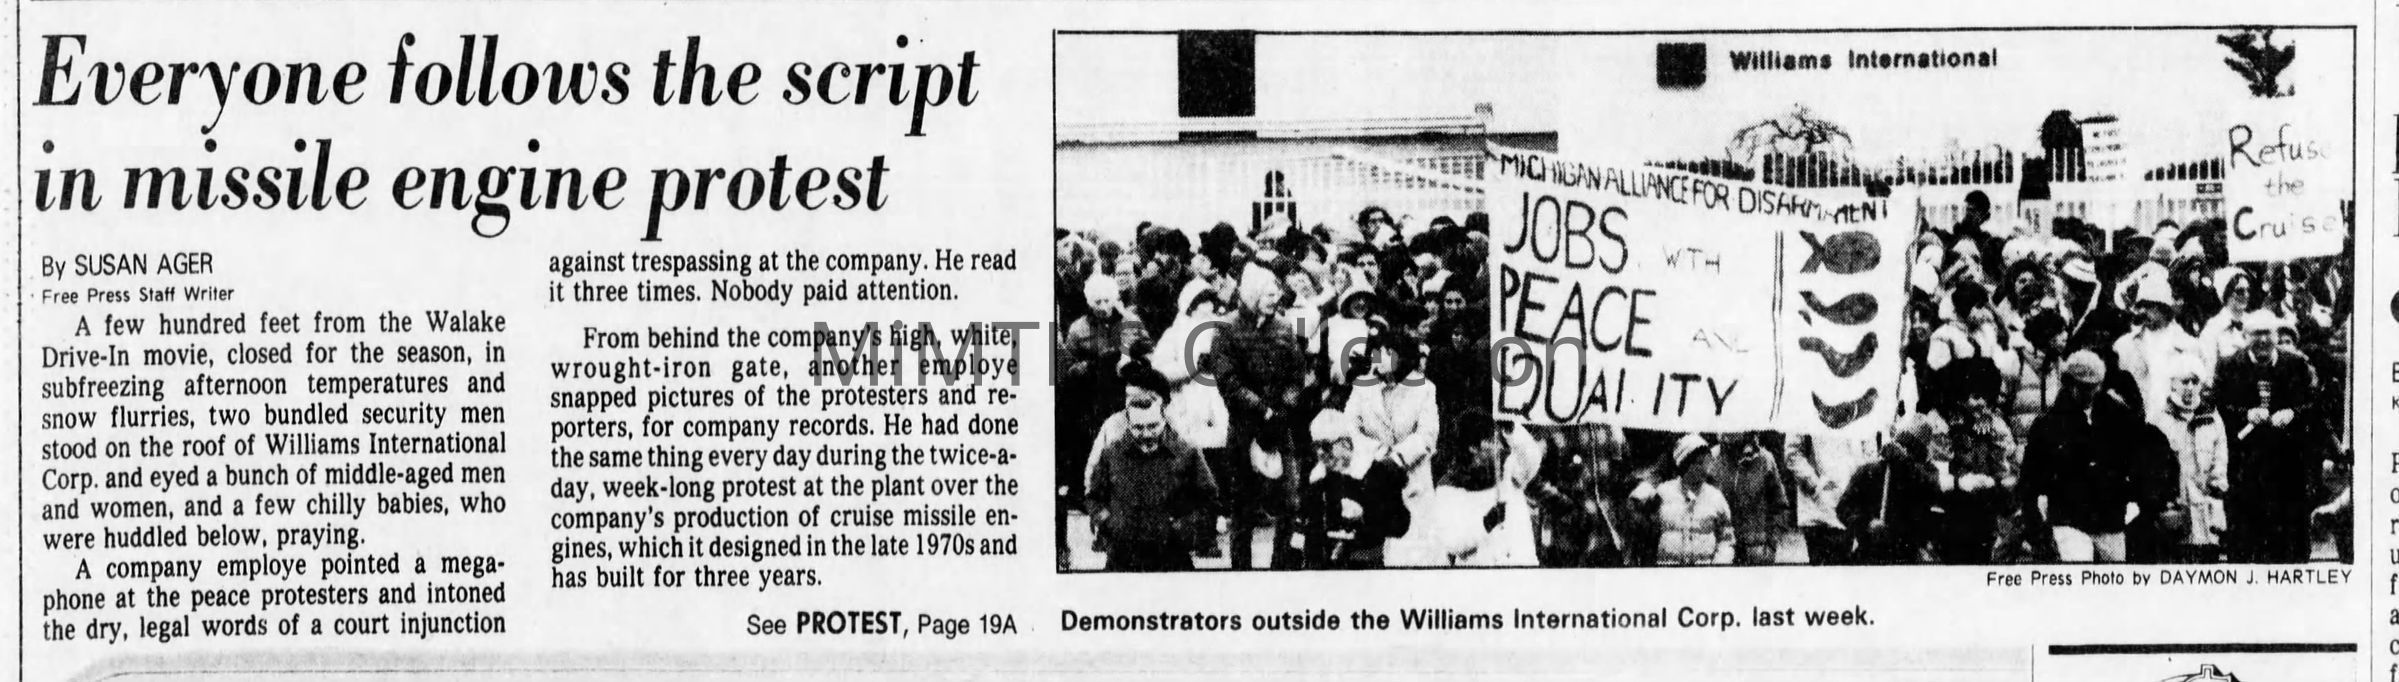 Everyone follows the script
in missile engine protest
By SUSAN AGER
Free Press Staff Writer
A few hundred feet from the Walake
Drive-In movie, closed for the season, in
subfreezing afternoon temperatures and
snow flurries, two bundled security men
stood on the roof of Williams International
Corp. and eyed a bunch of middle-aged men
and women, and a few chilly babies, who
were huddled below, praying.
A company employe pointed a mega-
phone at the peace protesters and intoned
the dry, legal words of a court injunction
against trespassing at the company. He read
it three times. Nobody paid attention.
From behind the company's high, white,
wrought-iron gate, another employe
snapped pictures of the protesters and re-
porters, for company records. He had done
the same thing every day during the twice-a-
day, week-long protest at the plant over the
company's production of cruise missile en-
gines, which it designed in the late 1970s and
has built for three years.
See PROTEST, Page 19A
Williams International
MICHIGAN ALLIANCE FOR DISARMAMENT
JOBS WITH
PEACE AND
EQUALITY
Refuse
the
Cruise
Free Press Photo by DAYMON J. HARTLEY
Demonstrators outside the Williams International Corp. last week.